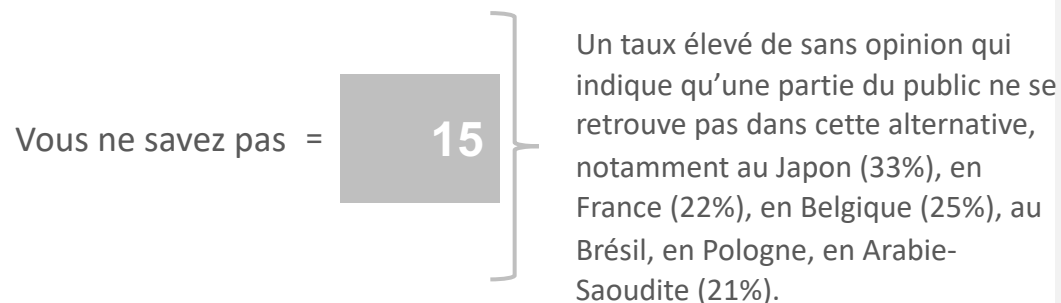 Vous ne savez pas =
15
Un taux élevé de sans opinion qui
indique qu’une partie du public ne se
retrouve pas dans cette alternative,
notamment au Japon (33%), en
France (22%), en Belgique (25%), au
Brésil, en Pologne, en Arabie-
Saoudite (21%).